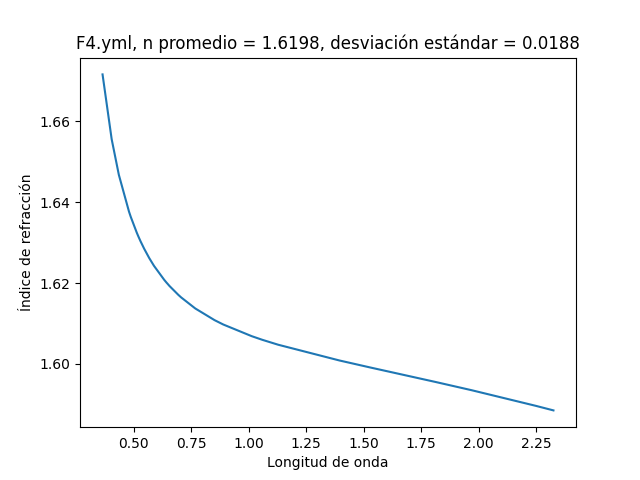 F4.yml, n promedio = 1.6198, desviación estándar = 0.0188
1.66
1.64
1.62
1.60
Índice de refracción
0.50 0.75 1.00 1.25 1.50 1.75 2.00 2.25
Longitud de onda